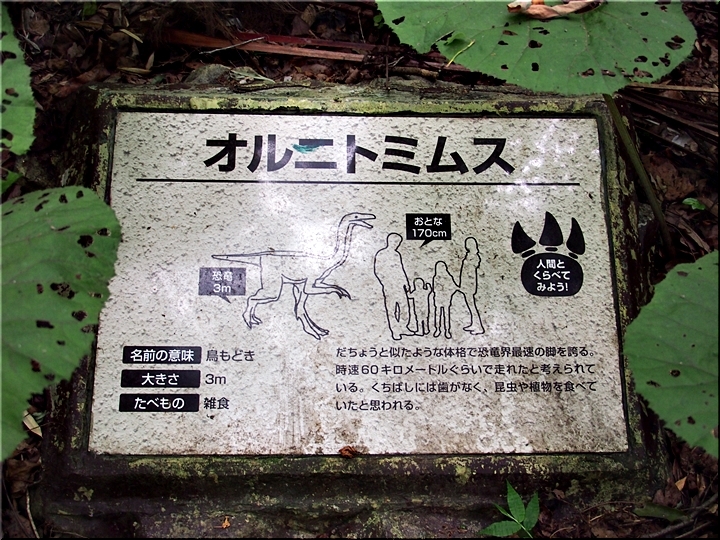 オルニトミムス
おとな
170cm
恐竜
3m
人間と
くらべて
みよう!
名前の意味 鳥もどき
大きさ 3m
たべもの 雑食
だちょうと似たような体格で恐竜界最速の脚を誇る。
時速60キロメートルぐらいで走れたと考えられて
いる。くちばしには歯がなく、昆虫や植物を食べて
いたと思われる。